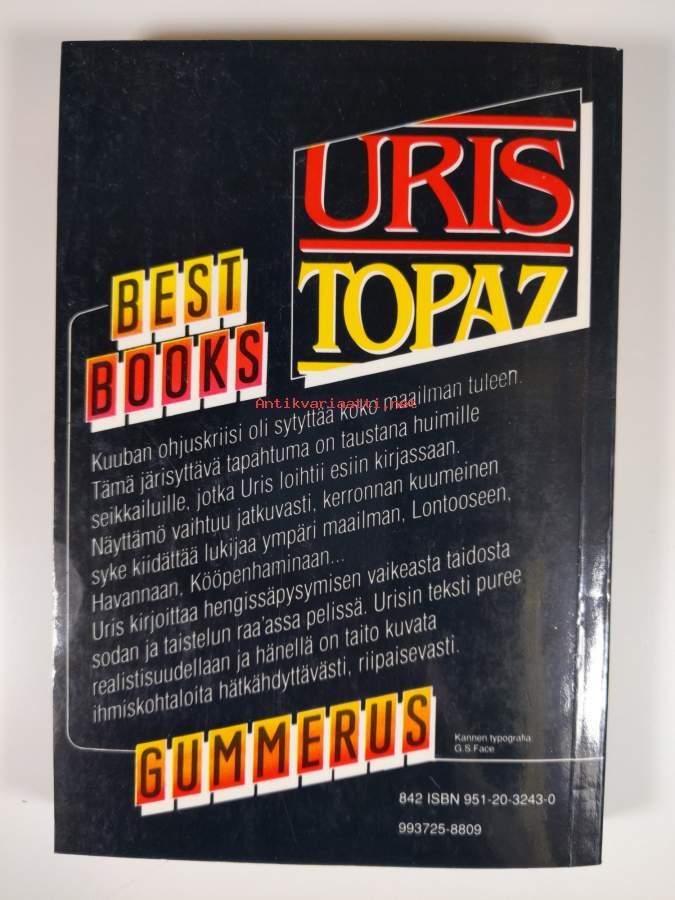 URIS
TOPAZ
BEST
BOOKS
Antikvariaatti.net
Kuuban ohjuskriisi oli sytyttää koko maailman tuleen.
Tämä järisyttävä tapahtuma on taustana huimille
seikkailuille, jotka Uris loihtii esiin kirjassaan.
Näyttämö vaihtuu jatkuvasti, kerronnan kuumeinen
syke kiidättää lukijaa ympäri maailman, Lontooseen,
Havannaan, Kööpenhaminaan...
Uris kirjoittaa hengissäpysymisen vaikeasta taidosta
sodan ja taistelun raa'assa pelissä. Urisin teksti puree
realistisuudellaan ja hänellä on taito kuvata
ihmiskohtaloita hätkähdyttävästi, riipaisevasti.
GUMMERUS
Kannen typografia
G.S.Face
842 ISBN 951-20-3243-0
993725-8809